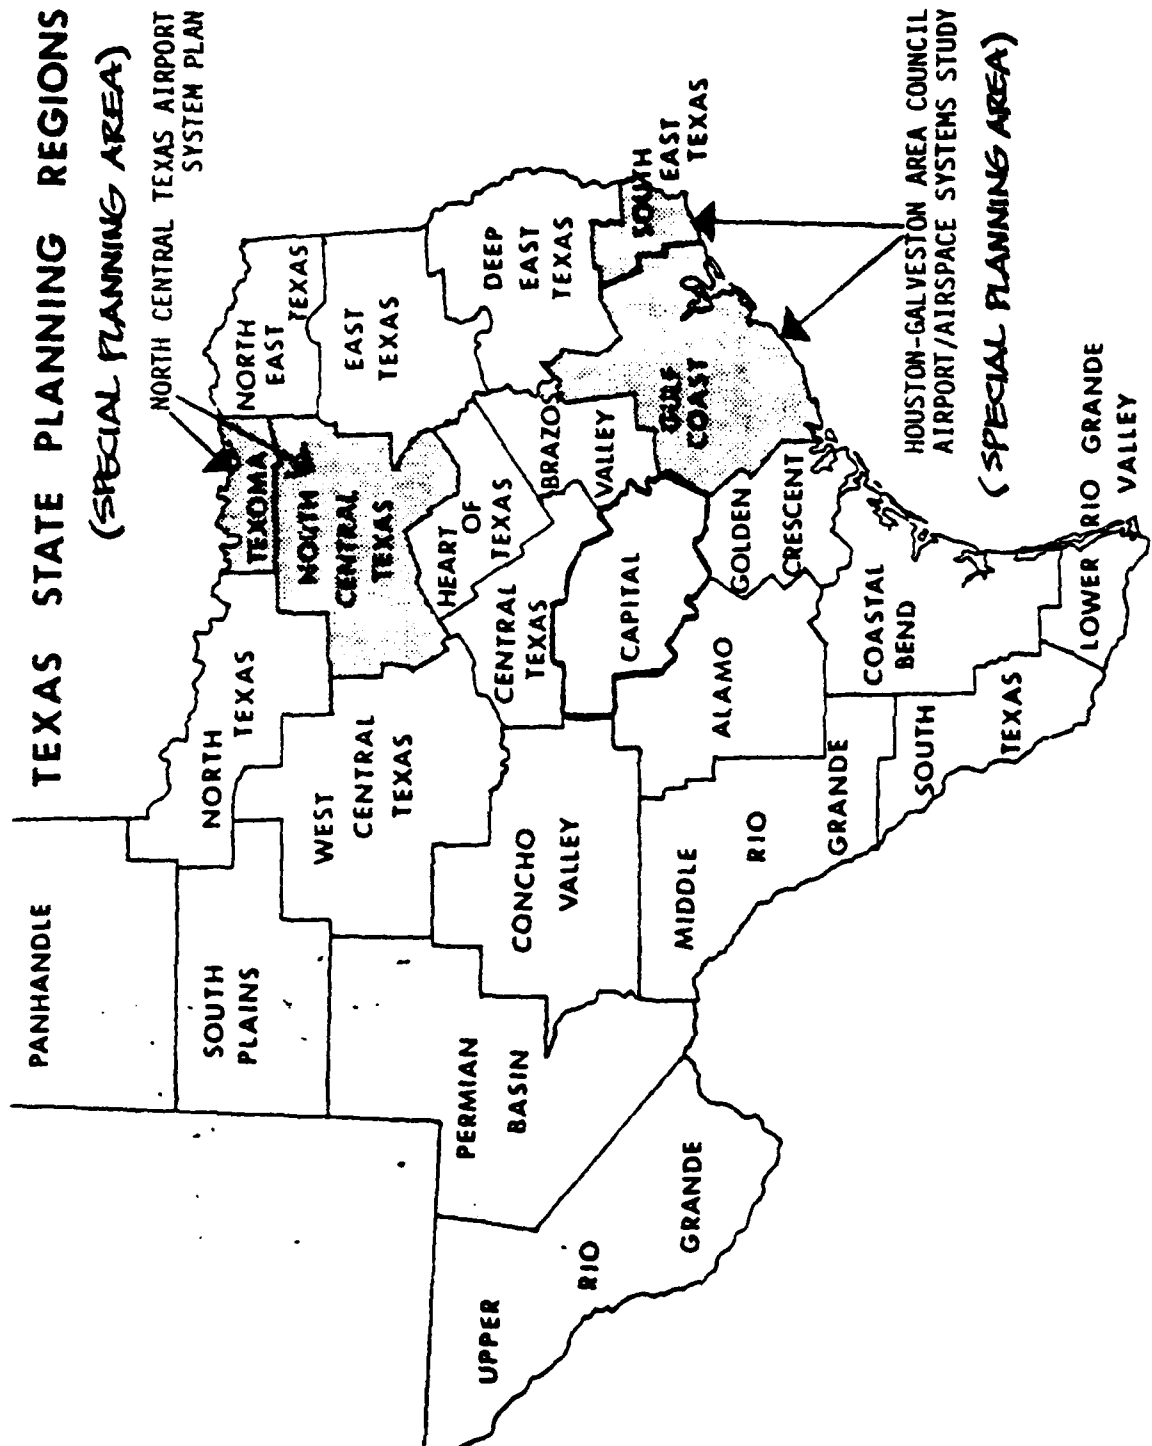 TEXAS STATE PLANNING REGIONS
(SPECIAL PLANNING AREA)
NORTH CENTRAL TEXAS AIRPORT
SYSTEM PLAN
PANHANDLE
SOUTH
PLAINS
NORTH
TEXAS
TEXOMA
NORTH
CENTRAL
TEXAS
NORTH
EAST
TEXAS
EAST
TEXAS
WEST
CENTRAL
TEXAS
UPPER
RIO
GRANDE
PERMIAN
BASIN
CONCHO
VALLEY
HEART
OF
TEXAS
CENTRAL
TEXAS
BRAZOS
VALLEY
DEEP
EAST
TEXAS
SOUTH
EAST
TEXAS
CAPITAL
GULF
COAST
MIDDLE
RIO
GRANDE
ALAMO
GOLDEN
CRESCENT
COASTAL
BEND
SOUTH
TEXAS
LOWER RIO GRANDE
VALLEY
HOUSTON-GALVESTON AREA COUNCIL
AIRPORT/AIRSPACE SYSTEMS STUDY
(SPECIAL PLANNING AREA)